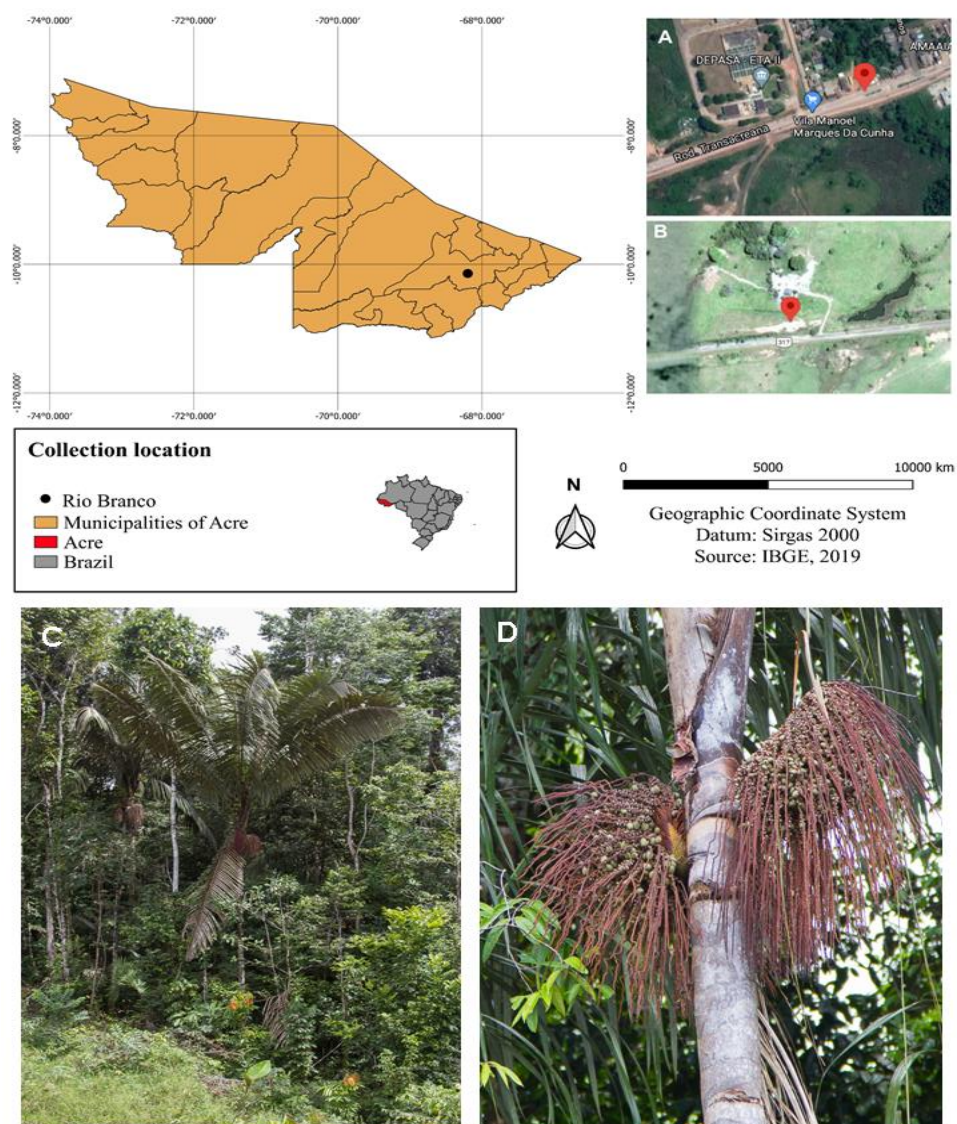 -74°0.000' -72°0.000' -70°0.000' -68°0.000'
-8°0.000' -8°0.000'
-10°0.000' -10°0.000'
-12°0.000' -12°0.000'
-74°0.000' -72°0.000' -70°0.000' -68°0.000'
A
DEPASA - ETA II
AMAAIA
Vila Manoel
Marques Da Cunha
Rod. Transacreana
B
317
Collection location
Rio Branco
Municipalities of Acre
Acre
Brazil
N
0 5000 10000 km
Geographic Coordinate System
Datum: Sirgas 2000
Source: IBGE, 2019
C
D